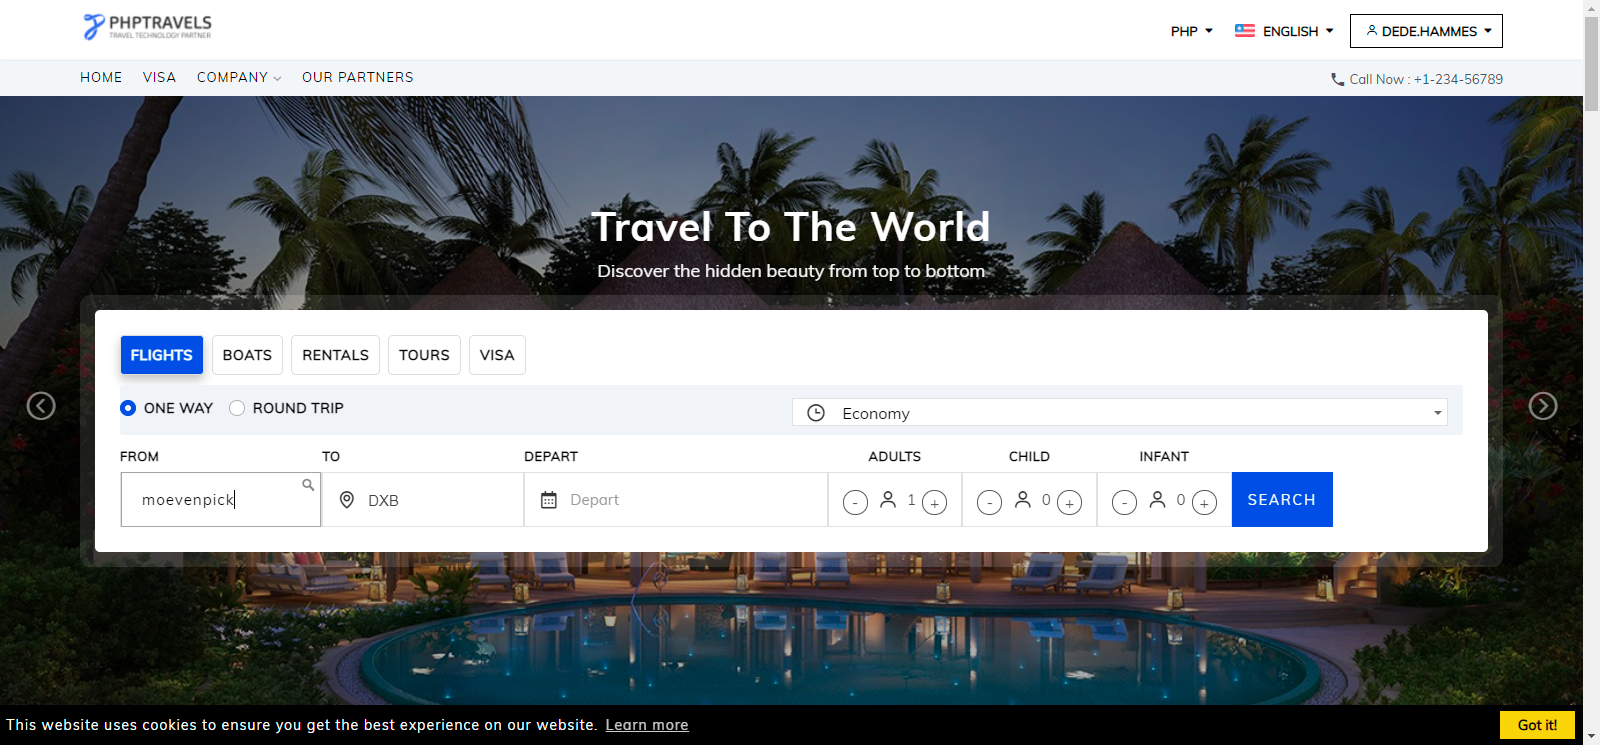 PHPTRAVELS
TRAVEL TECHNOLOGY PARTNER
PHP
ENGLISH
DEDE.HAMMES
HOME
VISA
COMPANY
OUR PARTNERS
Call Now : +1-234-56789
Travel To The World
Discover the hidden beauty from top to bottom
FLIGHTS
BOATS
RENTALS
TOURS
VISA
ONE WAY
ROUND TRIP
Economy
FROM
TO
DEPART
ADULTS
CHILD
INFANT
moevenpick
DXB
Depart
- 1 +
- 0 +
- 0 +
SEARCH
This website uses cookies to ensure you get the best experience on our website. Learn more
Got it!